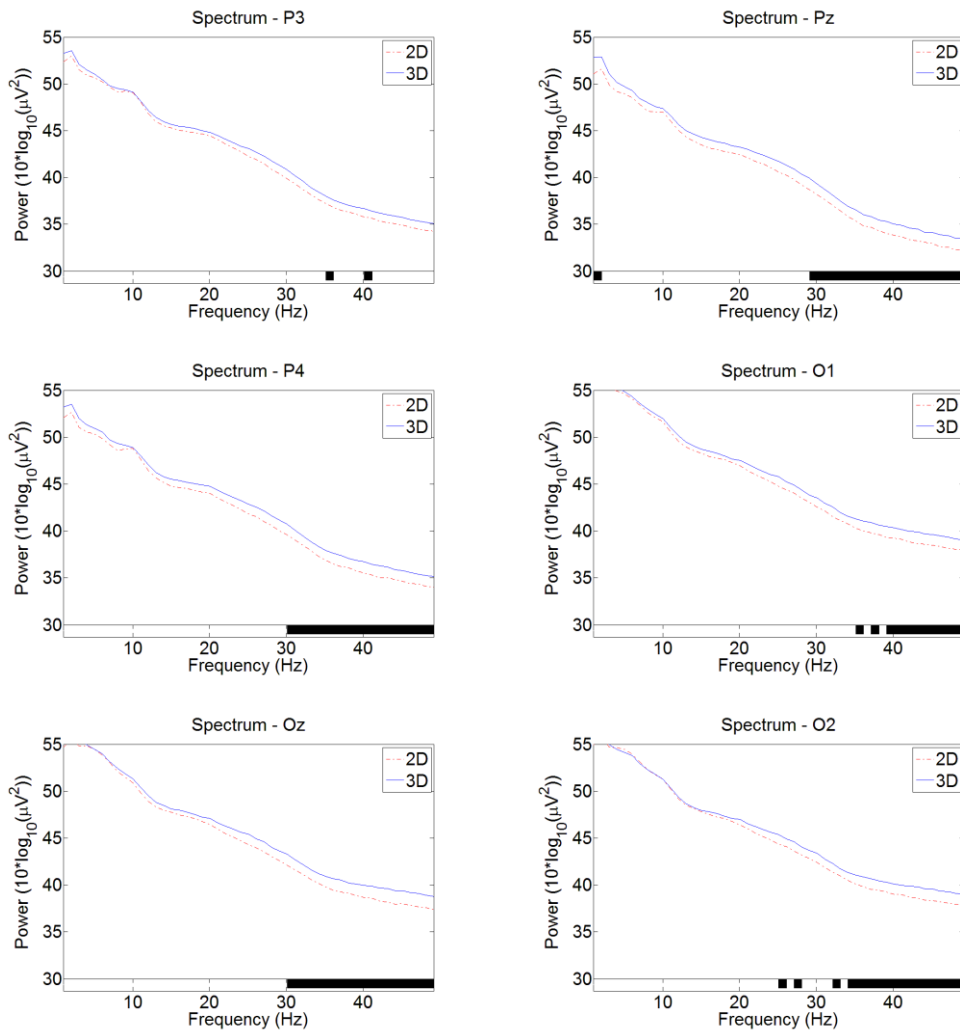 Spectrum - P3
55
50
45
40
35
30
Power (10*log10(µV²))
2D
3D
10 20 30 40
Frequency (Hz)
Spectrum - Pz
55
50
45
40
35
30
Power (10*log10(µV²))
2D
3D
10 20 30 40
Frequency (Hz)
Spectrum - P4
55
50
45
40
35
30
Power (10*log10(µV²))
2D
3D
10 20 30 40
Frequency (Hz)
Spectrum - O1
55
50
45
40
35
30
Power (10*log10(µV²))
2D
3D
10 20 30 40
Frequency (Hz)
Spectrum - Oz
55
50
45
40
35
30
Power (10*log10(µV²))
2D
3D
10 20 30 40
Frequency (Hz)
Spectrum - O2
55
50
45
40
35
30
Power (10*log10(µV²))
2D
3D
10 20 30 40
Frequency (Hz)